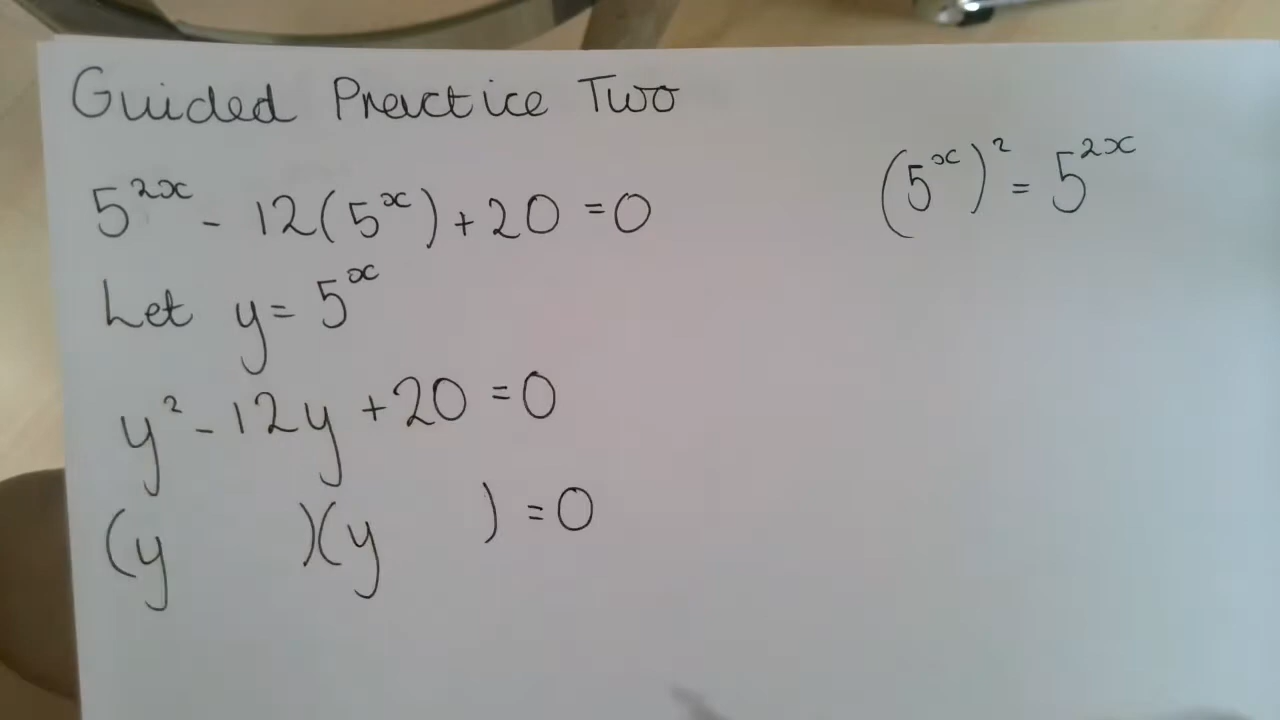 Guided Practice Two
5^{2x} - 12(5^x) + 20 = 0
(5^x)^2 = 5^{2x}
Let y = 5^x
y² - 12y + 20 = 0
(y )(y ) = 0